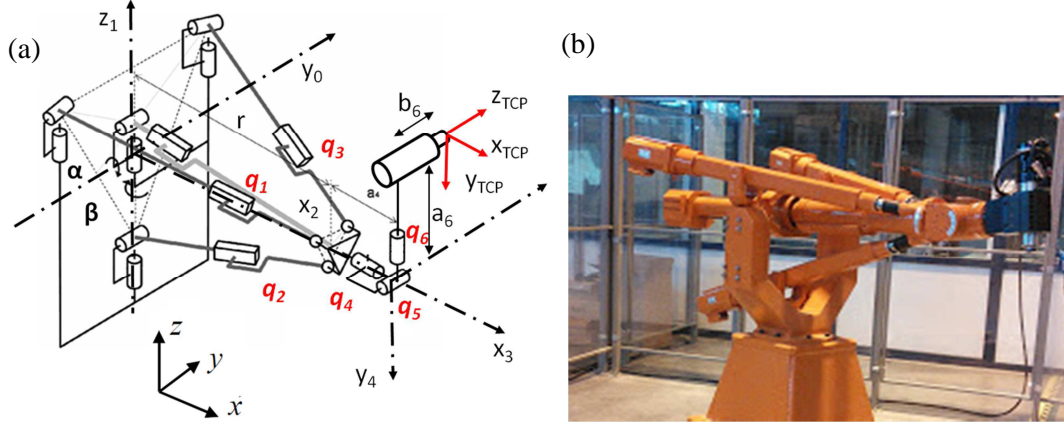 (a)
(b)
z1
y0
zTCP
b6
r
q3
xTCP
yTCP
α
q1
a4
a6
β
x2
q6
q2
q4
q5
x3
z
y4
y
x